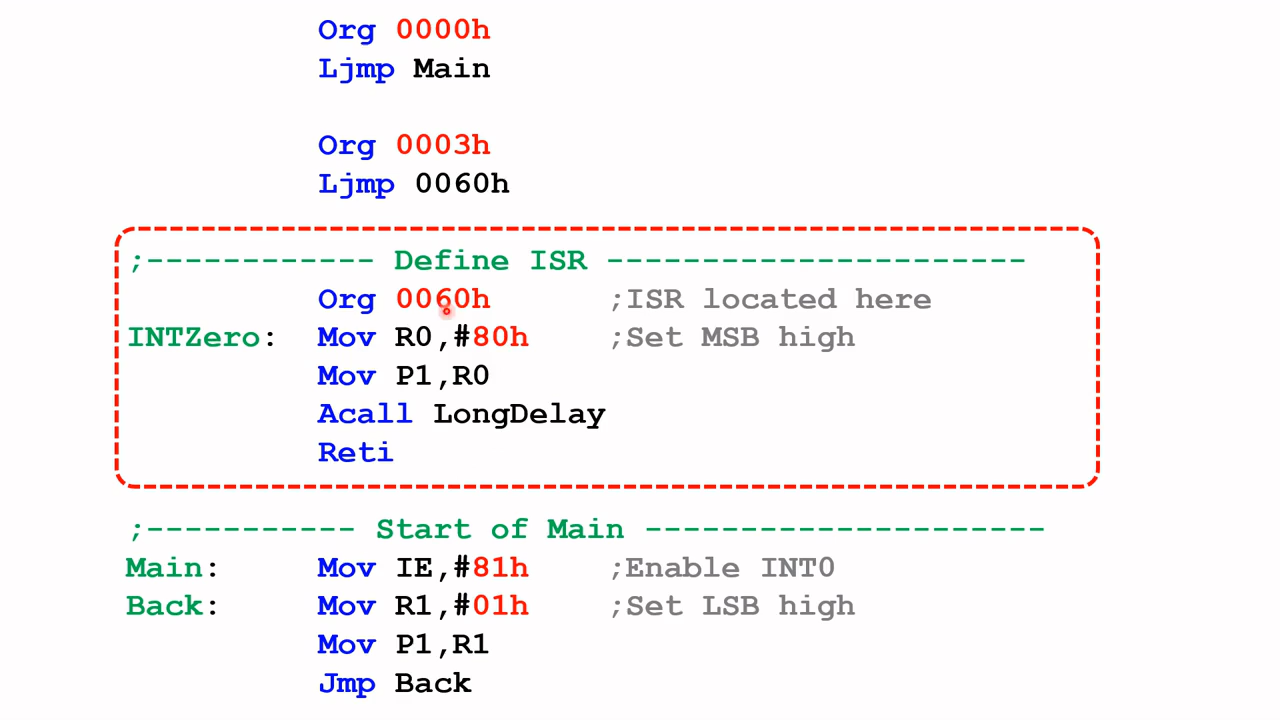 Org 0000h
Ljmp Main
Org 0003h
Ljmp 0060h
;------------ Define ISR ----------------------
Org 0060h ;ISR located here
INTZero: Mov R0,#80h ;Set MSB high
Mov P1,R0
Acall LongDelay
Reti
;----------- Start of Main ---------------------
Main: Mov IE,#81h ;Enable INT0
Back: Mov R1,#01h ;Set LSB high
Mov P1,R1
Jmp Back